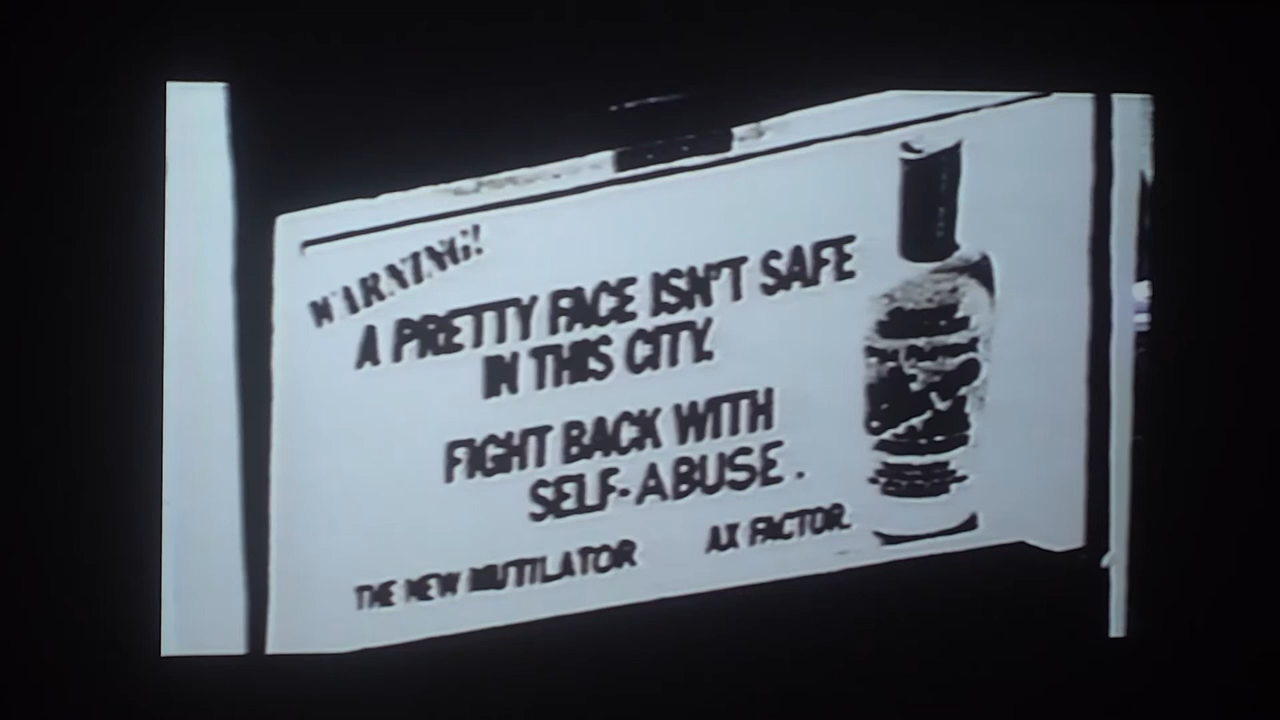 WARNING!
A PRETTY FACE ISN'T SAFE
IN THIS CITY.
FIGHT BACK WITH
SELF-ABUSE.
THE NEW MUTILATOR AX FACTOR.